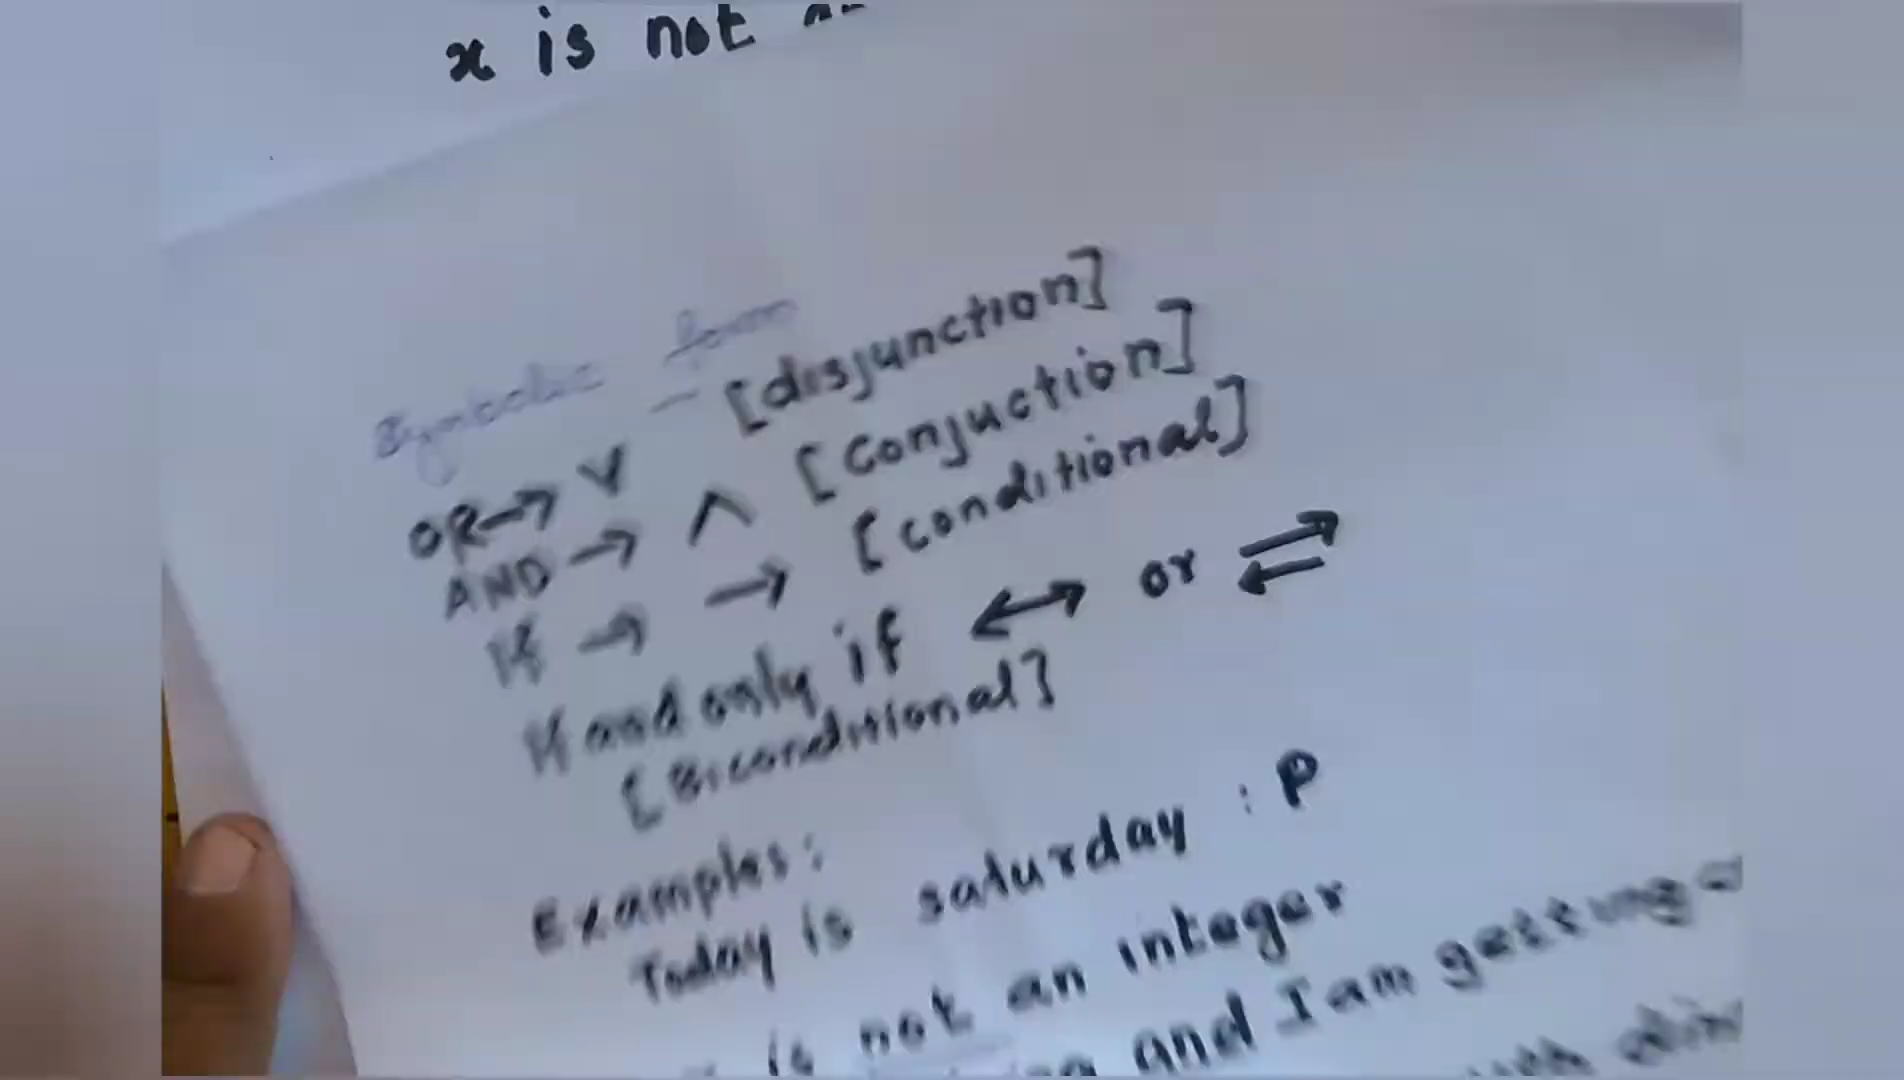 x is not
Symbolic form
OR → ∨ - [disjunction]
AND → ∧ [conjuction]
If → → [conditional]
If and only if ↔ or ⇄
[Biconditional]
Examples:
Today is saturday : P
is not an integer
and I am getting